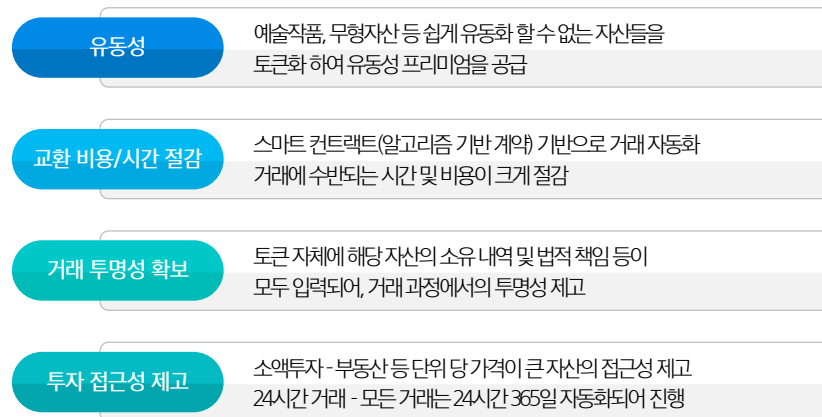 유동성
예술작품, 무형자산 등 쉽게 유동화 할 수 없는 자산들을
토큰화 하여 유동성 프리미엄을 공급
교환 비용/시간 절감
스마트 컨트랙트(알고리즘 기반 계약) 기반으로 거래 자동화
거래에 수반되는 시간 및 비용이 크게 절감
거래 투명성 확보
토큰 자체에 해당 자산의 소유 내역 및 법적 책임 등이
모두 입력되어, 거래 과정에서의 투명성 제고
투자 접근성 제고
소액투자 - 부동산 등 단위 당 가격이 큰 자산의 접근성 제고
24시간 거래 - 모든 거래는 24시간 365일 자동화되어 진행